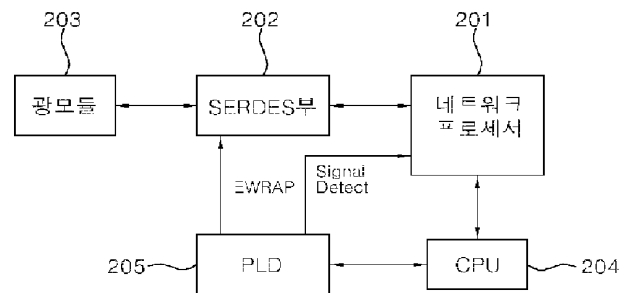 203
202
201
광모듈
SERDES부
네트워크
프로세서
EWRAP
Signal
Detect
205
PLD
CPU
204